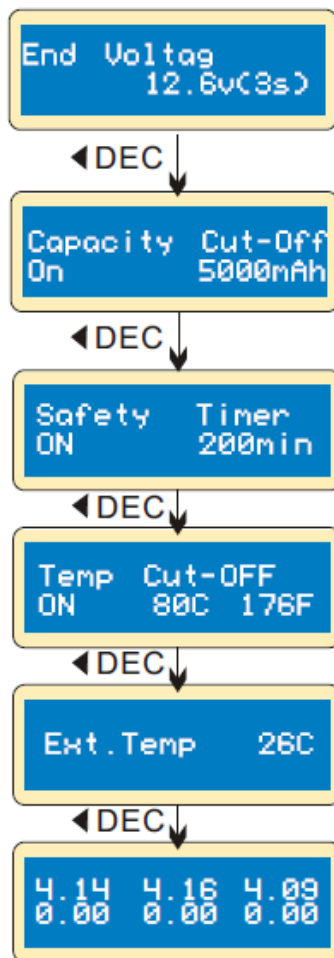 End Voltag
12.6v(3s)
◀DEC
Capacity Cut-Off
On 5000mAh
◀DEC
Safety Timer
ON 200min
◀DEC
Temp Cut-OFF
ON 80C 176F
◀DEC
Ext.Temp 26C
◀DEC
4.14 4.16 4.09
0.00 0.00 0.00